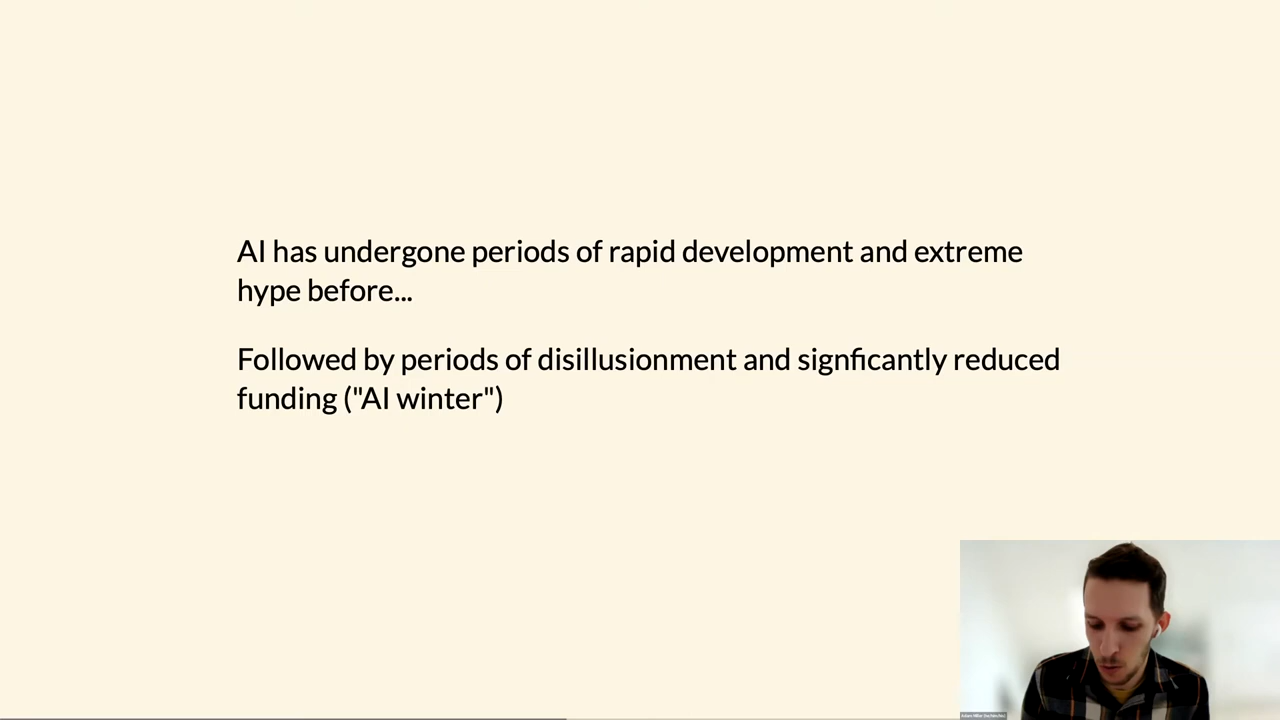 AI has undergone periods of rapid development and extreme
hype before...
Followed by periods of disillusionment and signficantly reduced
funding ("AI winter")